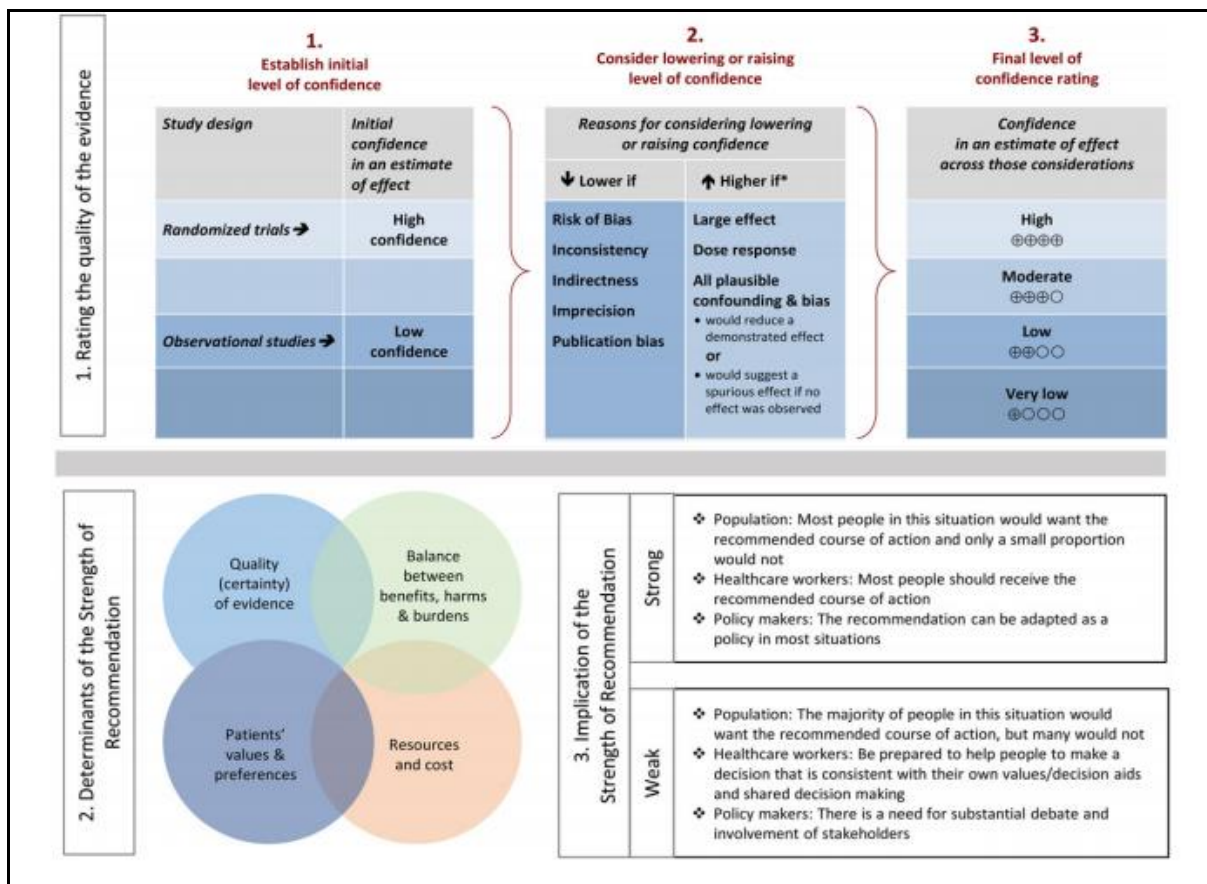 1. Rating the quality of the evidence
1.
Establish initial
level of confidence
Study design
Initial
confidence
in an estimate
of effect
Randomized trials ➔
High
confidence
Observational studies ➔
Low
confidence
2.
Consider lowering or raising
level of confidence
Reasons for considering lowering
or raising confidence
🡇 Lower if
🡅 Higher if*
Risk of Bias
Inconsistency
Indirectness
Imprecision
Publication bias
Large effect
Dose response
All plausible
confounding & bias
• would reduce a
demonstrated effect
or
• would suggest a
spurious effect if no
effect was observed
3.
Final level of
confidence rating
Confidence
in an estimate of effect
across those considerations
High
⊕⊕⊕⊕
Moderate
⊕⊕⊕○
Low
⊕⊕○○
Very low
⊕○○○
2. Determinants of the Strength of
Recommendation
Quality
(certainty)
of evidence
Balance
between
benefits, harms
& burdens
Patients'
values &
preferences
Resources
and cost
3. Implication of the
Strength of Recommendation
Strong
❖ Population: Most people in this situation would want the
recommended course of action and only a small proportion
would not
❖ Healthcare workers: Most people should receive the
recommended course of action
❖ Policy makers: The recommendation can be adapted as a
policy in most situations
Weak
❖ Population: The majority of people in this situation would
want the recommended course of action, but many would not
❖ Healthcare workers: Be prepared to help people to make a
decision that is consistent with their own values/decision aids
and shared decision making
❖ Policy makers: There is a need for substantial debate and
involvement of stakeholders